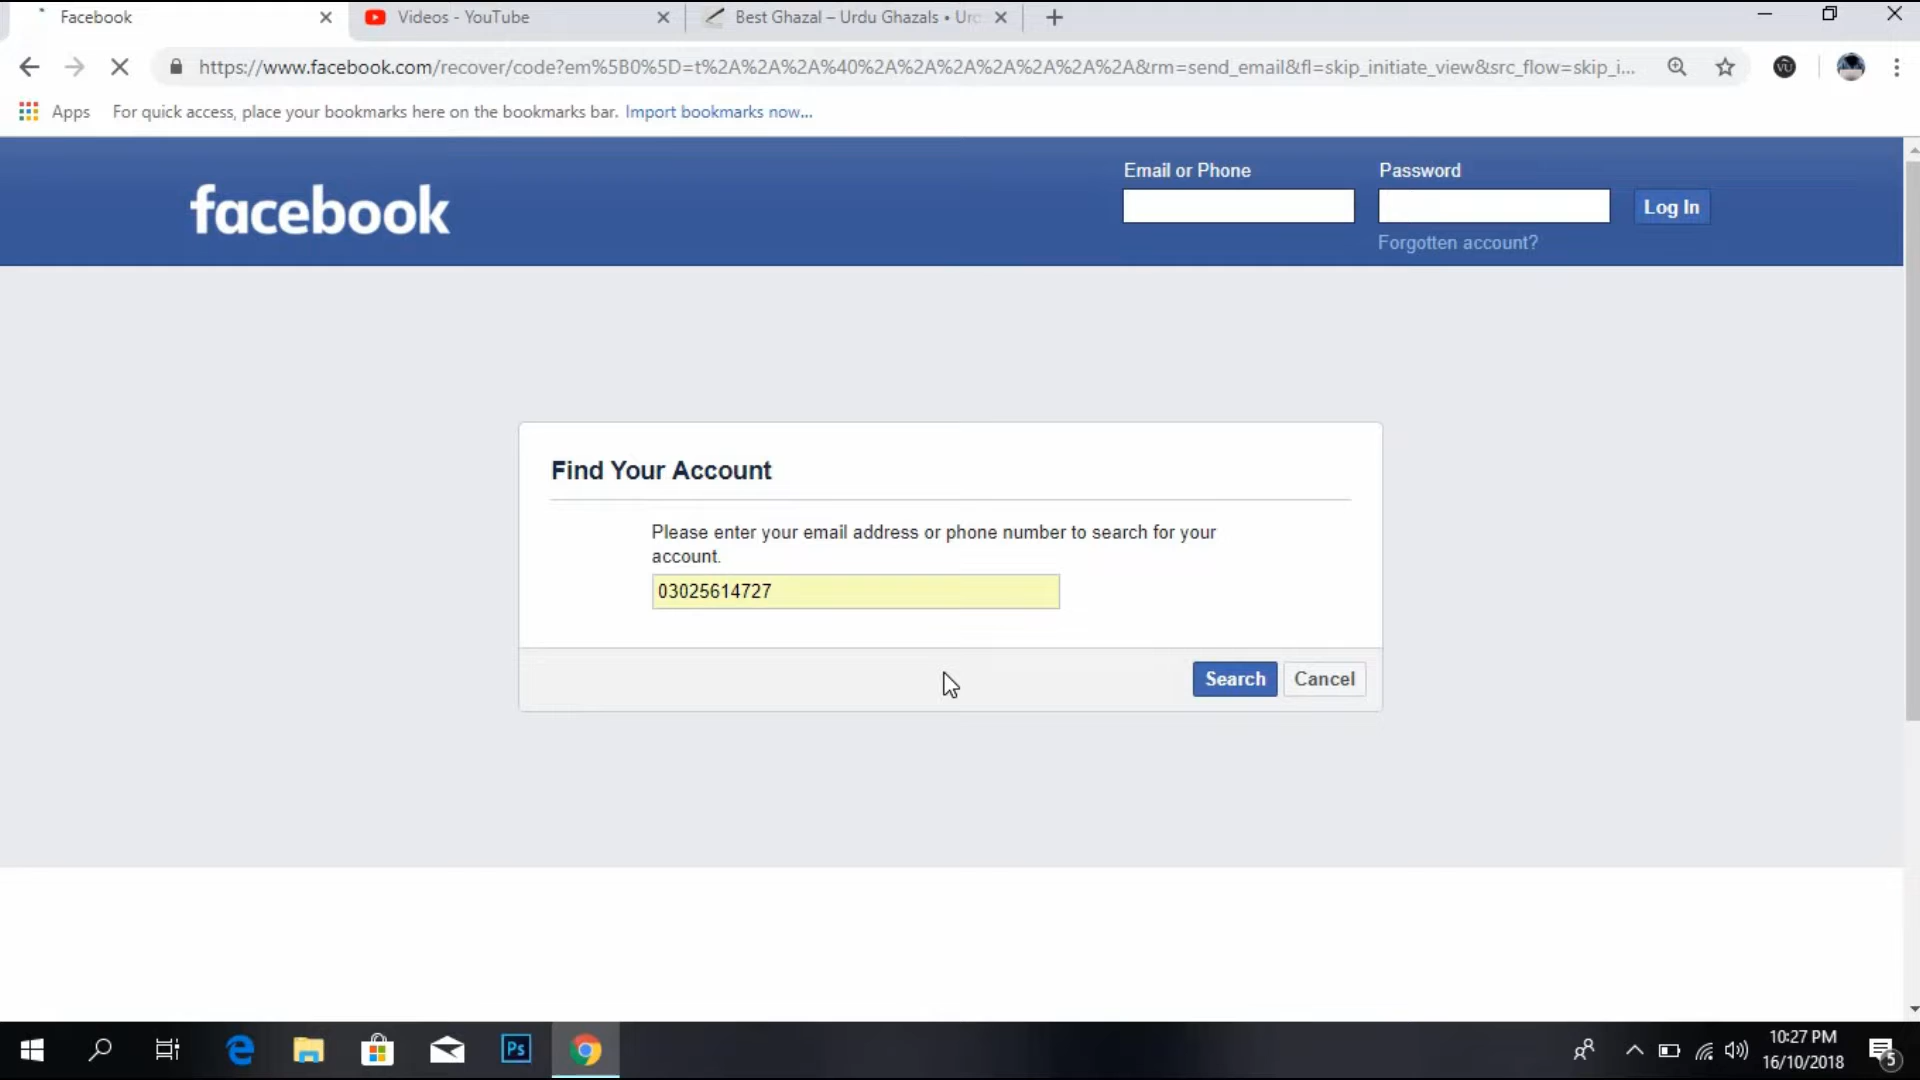 Facebook
Videos - YouTube
Best Ghazal – Urdu Ghazals • Urd
https://www.facebook.com/recover/code?em%5B0%5D=t%2A%2A%2A%40%2A%2A%2A%2A%2A%2A%2A&rm=send_email&fl=skip_initiate_view&src_flow=skip_i...
Apps For quick access, place your bookmarks here on the bookmarks bar. Import bookmarks now...
Email or Phone Password
facebook
Log In
Forgotten account?
Find Your Account
Please enter your email address or phone number to search for your
account.
03025614727
Search Cancel
Ps
10:27 PM
16/10/2018
5